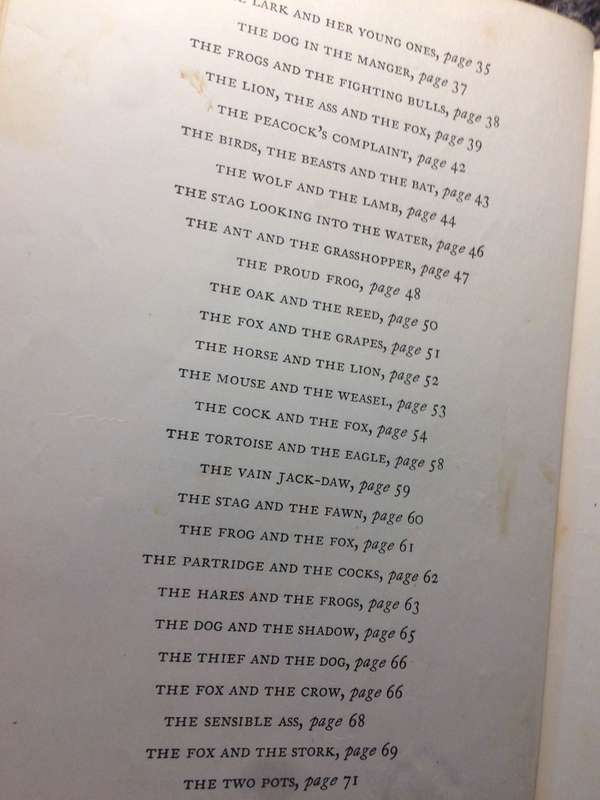 LARK AND HER YOUNG ONES, page 35
THE DOG IN THE MANGER, page 37
THE FROGS AND THE FIGHTING BULLS, page 38
THE LION, THE ASS AND THE FOX, page 39
THE PEACOCK'S COMPLAINT, page 42
THE BIRDS, THE BEASTS AND THE BAT, page 43
THE WOLF AND THE LAMB, page 44
THE STAG LOOKING INTO THE WATER, page 46
THE ANT AND THE GRASSHOPPER, page 47
THE PROUD FROG, page 48
THE OAK AND THE REED, page 50
THE FOX AND THE GRAPES, page 51
THE HORSE AND THE LION, page 52
THE MOUSE AND THE WEASEL, page 53
THE COCK AND THE FOX, page 54
THE TORTOISE AND THE EAGLE, page 58
THE VAIN JACK-DAW, page 59
THE STAG AND THE FAWN, page 60
THE FROG AND THE FOX, page 61
THE PARTRIDGE AND THE COCKS, page 62
THE HARES AND THE FROGS, page 63
THE DOG AND THE SHADOW, page 65
THE THIEF AND THE DOG, page 66
THE FOX AND THE CROW, page 66
THE SENSIBLE ASS, page 68
THE FOX AND THE STORK, page 69
THE TWO POTS, page 71